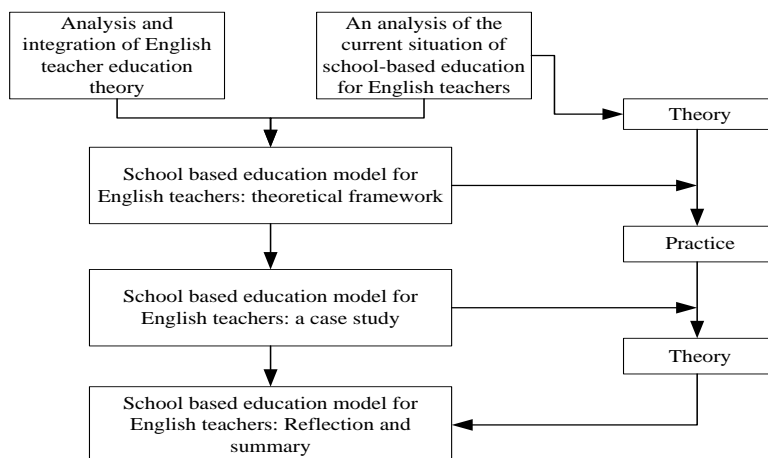 Analysis and
integration of English
teacher education
theory
An analysis of the
current situation of
school-based education
for English teachers
Theory
School based education model for
English teachers: theoretical framework
Practice
School based education model for
English teachers: a case study
Theory
School based education model for
English teachers: Reflection and
summary